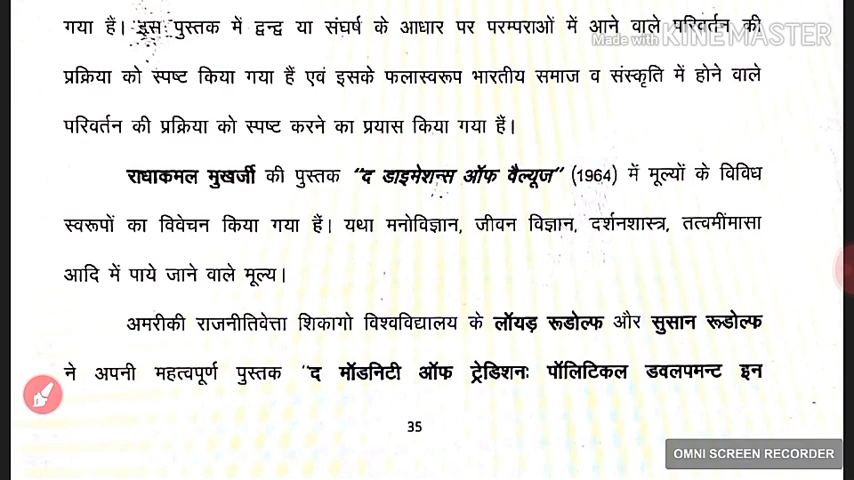 गया हैं। इस पुस्तक में द्वन्द्व या संघर्ष के आधार पर परम्पराओं में आने वाले परिवर्तन की
Made with KINEMASTER
प्रक्रिया को स्पष्ट किया गया हैं एवं इसके फलास्वरूप भारतीय समाज व संस्कृति में होने वाले
परिवर्तन की प्रक्रिया को स्पष्ट करने का प्रयास किया गया हैं।
राधाकमल मुखर्जी की पुस्तक “द डाइमेशन्स ऑफ वैल्यूज” (1964) में मूल्यों के विविध
स्वरूपों का विवेचन किया गया हैं। यथा मनोविज्ञान, जीवन विज्ञान, दर्शनशास्त्र, तत्वमींमासा
आदि में पाये जाने वाले मूल्य।
अमरीकी राजनीतिवेत्ता शिकागो विश्वविद्यालय के लॉयड़ रूडोल्फ और सुसान रूडोल्फ
ने अपनी महत्वपूर्ण पुस्तक “द मॉडनिटी ऑफ ट्रेडिशनः पॉलिटिकल डवलपमन्ट इन
35
OMNI SCREEN RECORDER